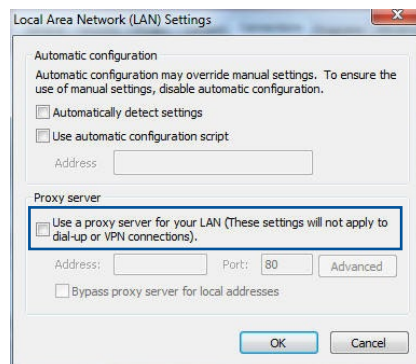 Local Area Network (LAN) Settings
Automatic configuration
Automatic configuration may override manual settings. To ensure the
use of manual settings, disable automatic configuration.
Automatically detect settings
Use automatic configuration script
Address
Proxy server
Use a proxy server for your LAN (These settings will not apply to
dial-up or VPN connections).
Address: Port: 80 Advanced
Bypass proxy server for local addresses
OK Cancel